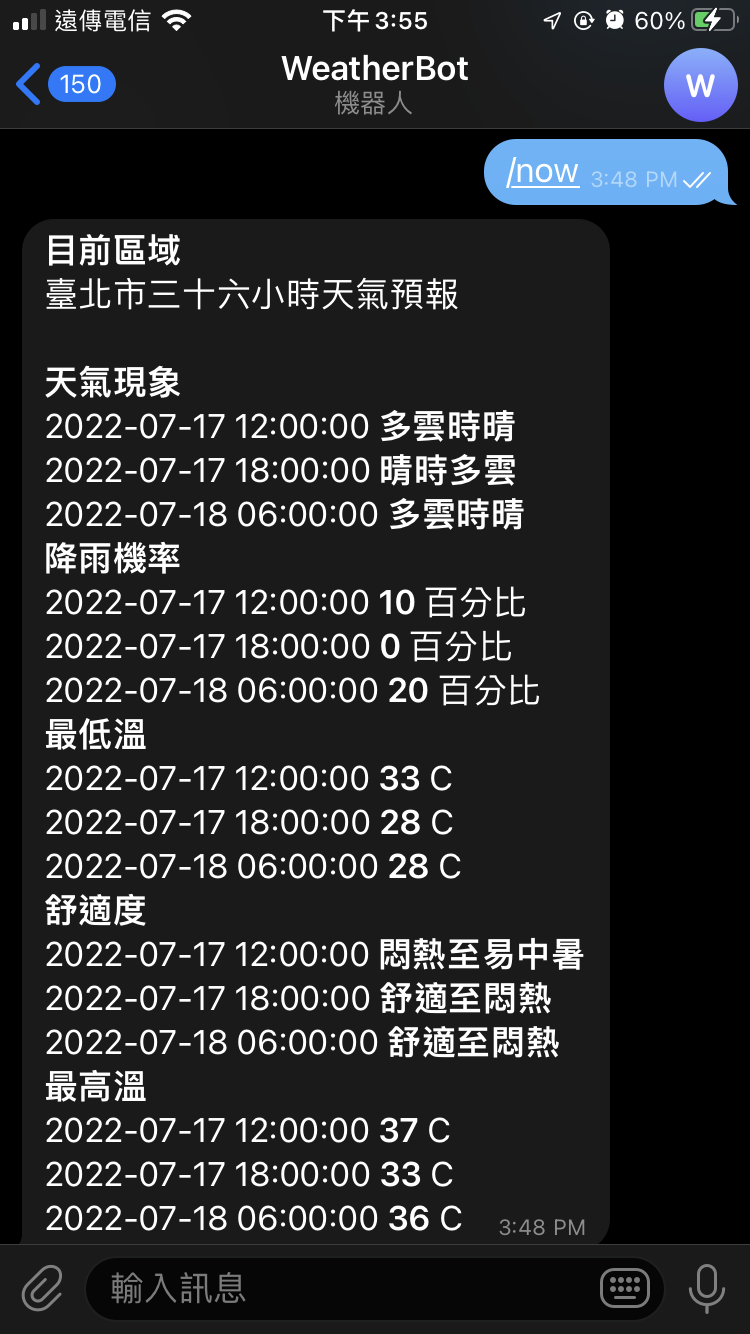 遠傳電信 下午3:55 60%
150 WeatherBot W
機器人
/now 3:48 PM
目前區域
臺北市三十六小時天氣預報
天氣現象
2022-07-17 12:00:00 多雲時晴
2022-07-17 18:00:00 晴時多雲
2022-07-18 06:00:00 多雲時晴
降雨機率
2022-07-17 12:00:00 10 百分比
2022-07-17 18:00:00 0 百分比
2022-07-18 06:00:00 20 百分比
最低溫
2022-07-17 12:00:00 33 C
2022-07-17 18:00:00 28 C
2022-07-18 06:00:00 28 C
舒適度
2022-07-17 12:00:00 悶熱至易中暑
2022-07-17 18:00:00 舒適至悶熱
2022-07-18 06:00:00 舒適至悶熱
最高溫
2022-07-17 12:00:00 37 C
2022-07-17 18:00:00 33 C
2022-07-18 06:00:00 36 C 3:48 PM
輸入訊息